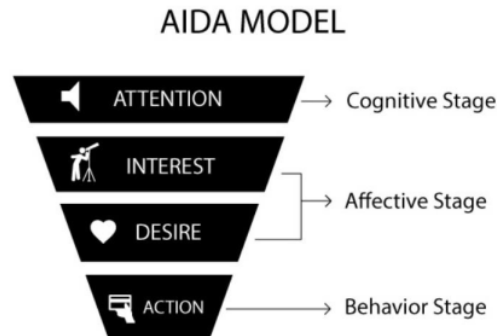 AIDA MODEL
ATTENTION
Cognitive Stage
INTEREST
Affective Stage
DESIRE
ACTION
Behavior Stage